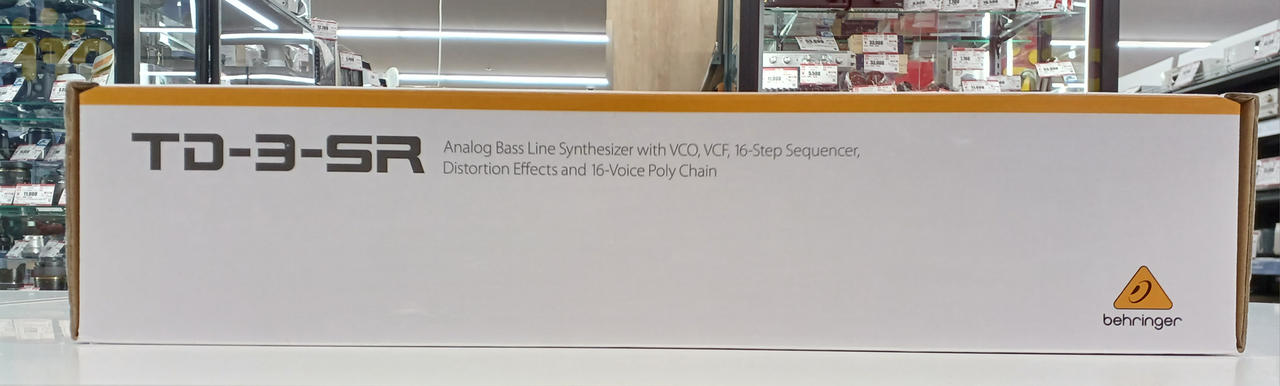 TD-3-SR
Analog Bass Line Synthesizer with VCO, VCF, 16-Step Sequencer,
Distortion Effects and 16-Voice Poly Chain
behringer